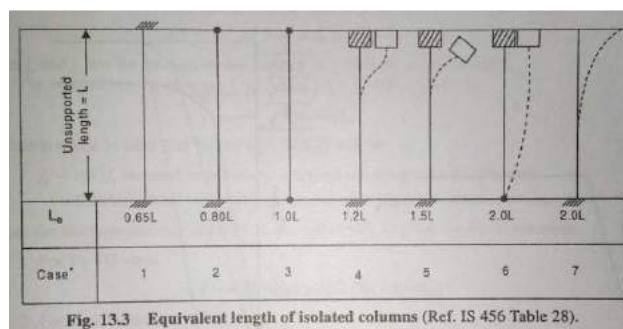 Unsupported
length = L
Le 0.65L 0.80L 1.0L 1.2L 1.5L 2.0L 2.0L
Case* 1 2 3 4 5 6 7
Fig. 13.3 Equivalent length of isolated columns (Ref. IS 456 Table 28).